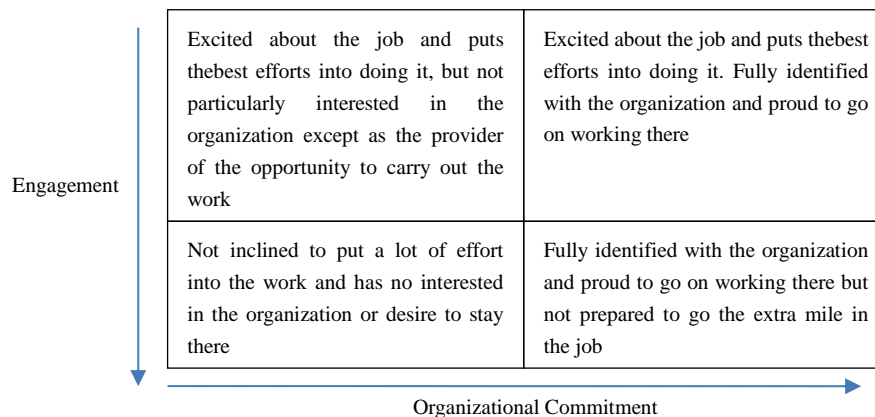 Excited about the job and puts
thebest efforts into doing it, but not
particularly interested in the
organization except as the provider
of the opportunity to carry out the
work
Excited about the job and puts thebest
efforts into doing it. Fully identified
with the organization and proud to go
on working there
Engagement
Not inclined to put a lot of effort
into the work and has no interested
in the organization or desire to stay
there
Fully identified with the organization
and proud to go on working there but
not prepared to go the extra mile in
the job
Organizational Commitment